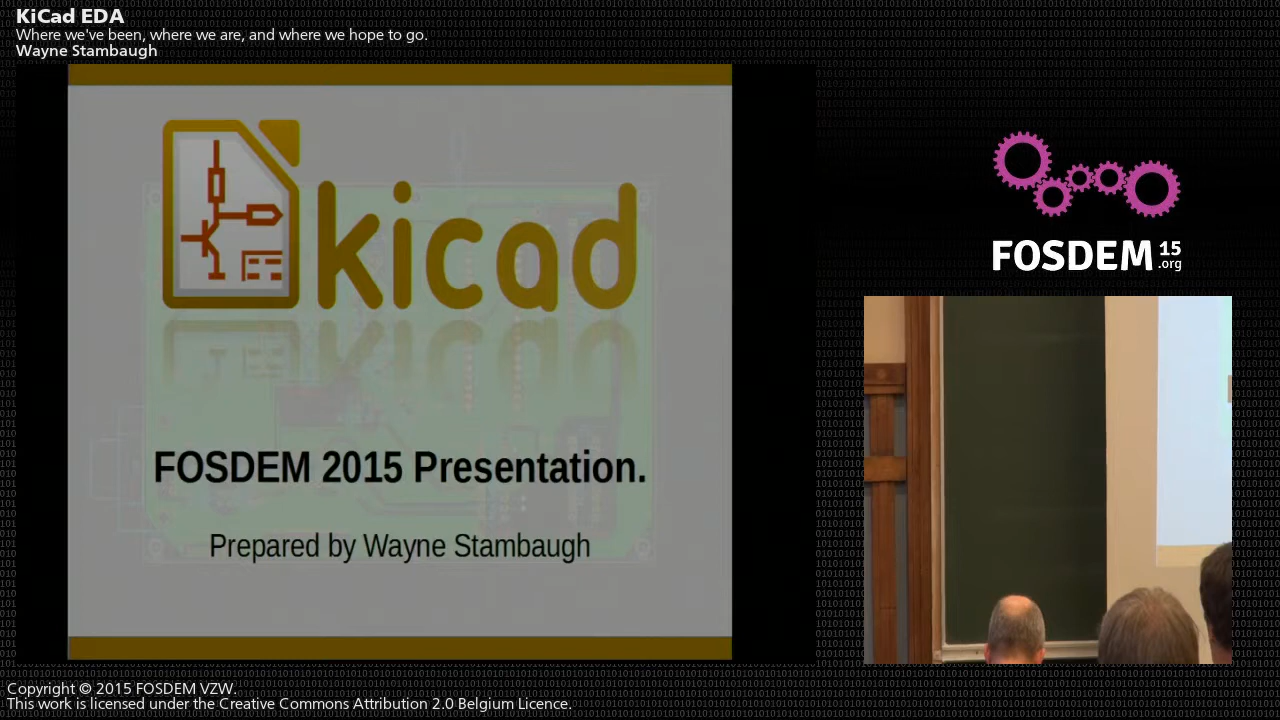 KiCad EDA
Where we've been, where we are, and where we hope to go.
Wayne Stambaugh
kicad
FOSDEM 2015 Presentation.
Prepared by Wayne Stambaugh
FOSDEM 15
.org
Copyright © 2015 FOSDEM VZW.
This work is licensed under the Creative Commons Attribution 2.0 Belgium Licence.